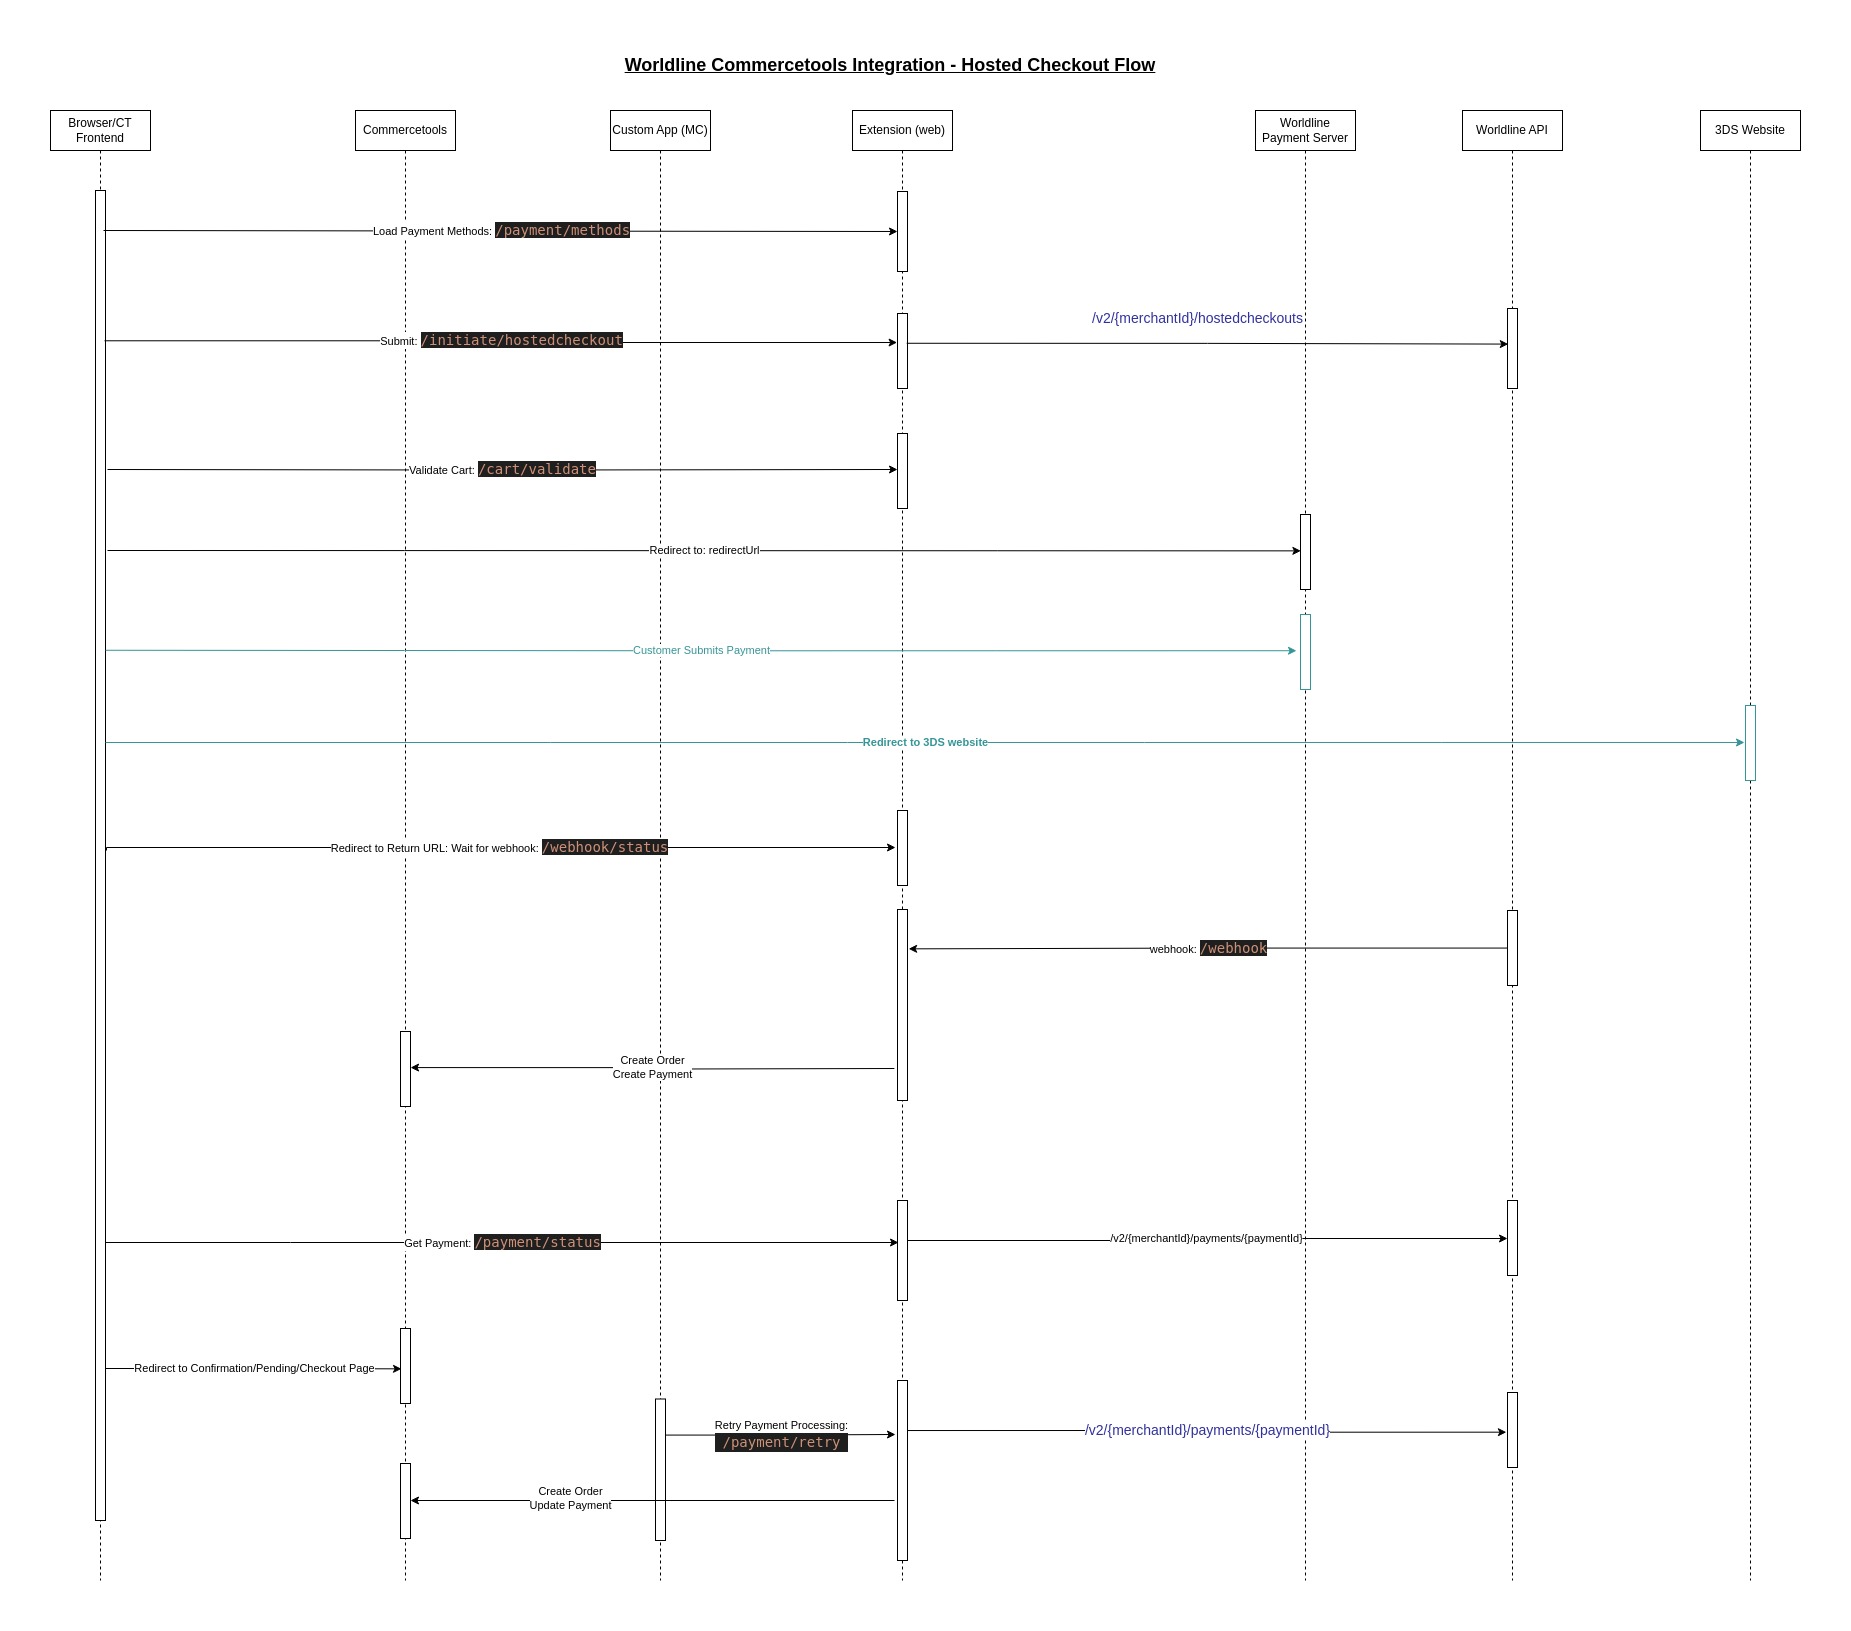 Worldline Commercetools Integration - Hosted Checkout Flow
Browser/CT
Frontend
Commercetools
Custom App (MC)
Extension (web)
Worldline
Payment Server
Worldline API
3DS Website
Load Payment Methods: /payment/methods
/v2/{merchantId}/hostedcheckouts
Submit: /initiate/hostedcheckout
Validate Cart: /cart/validate
Redirect to: redirectUrl
Customer Submits Payment
Redirect to 3DS website
Redirect to Return URL: Wait for webhook: /webhook/status
webhook: /webhook
Create Order
Create Payment
Get Payment: /payment/status
/v2/{merchantId}/payments/{paymentId}
Redirect to Confirmation/Pending/Checkout Page
Retry Payment Processing:
/payment/retry
/v2/{merchantId}/payments/{paymentId}
Create Order
Update Payment